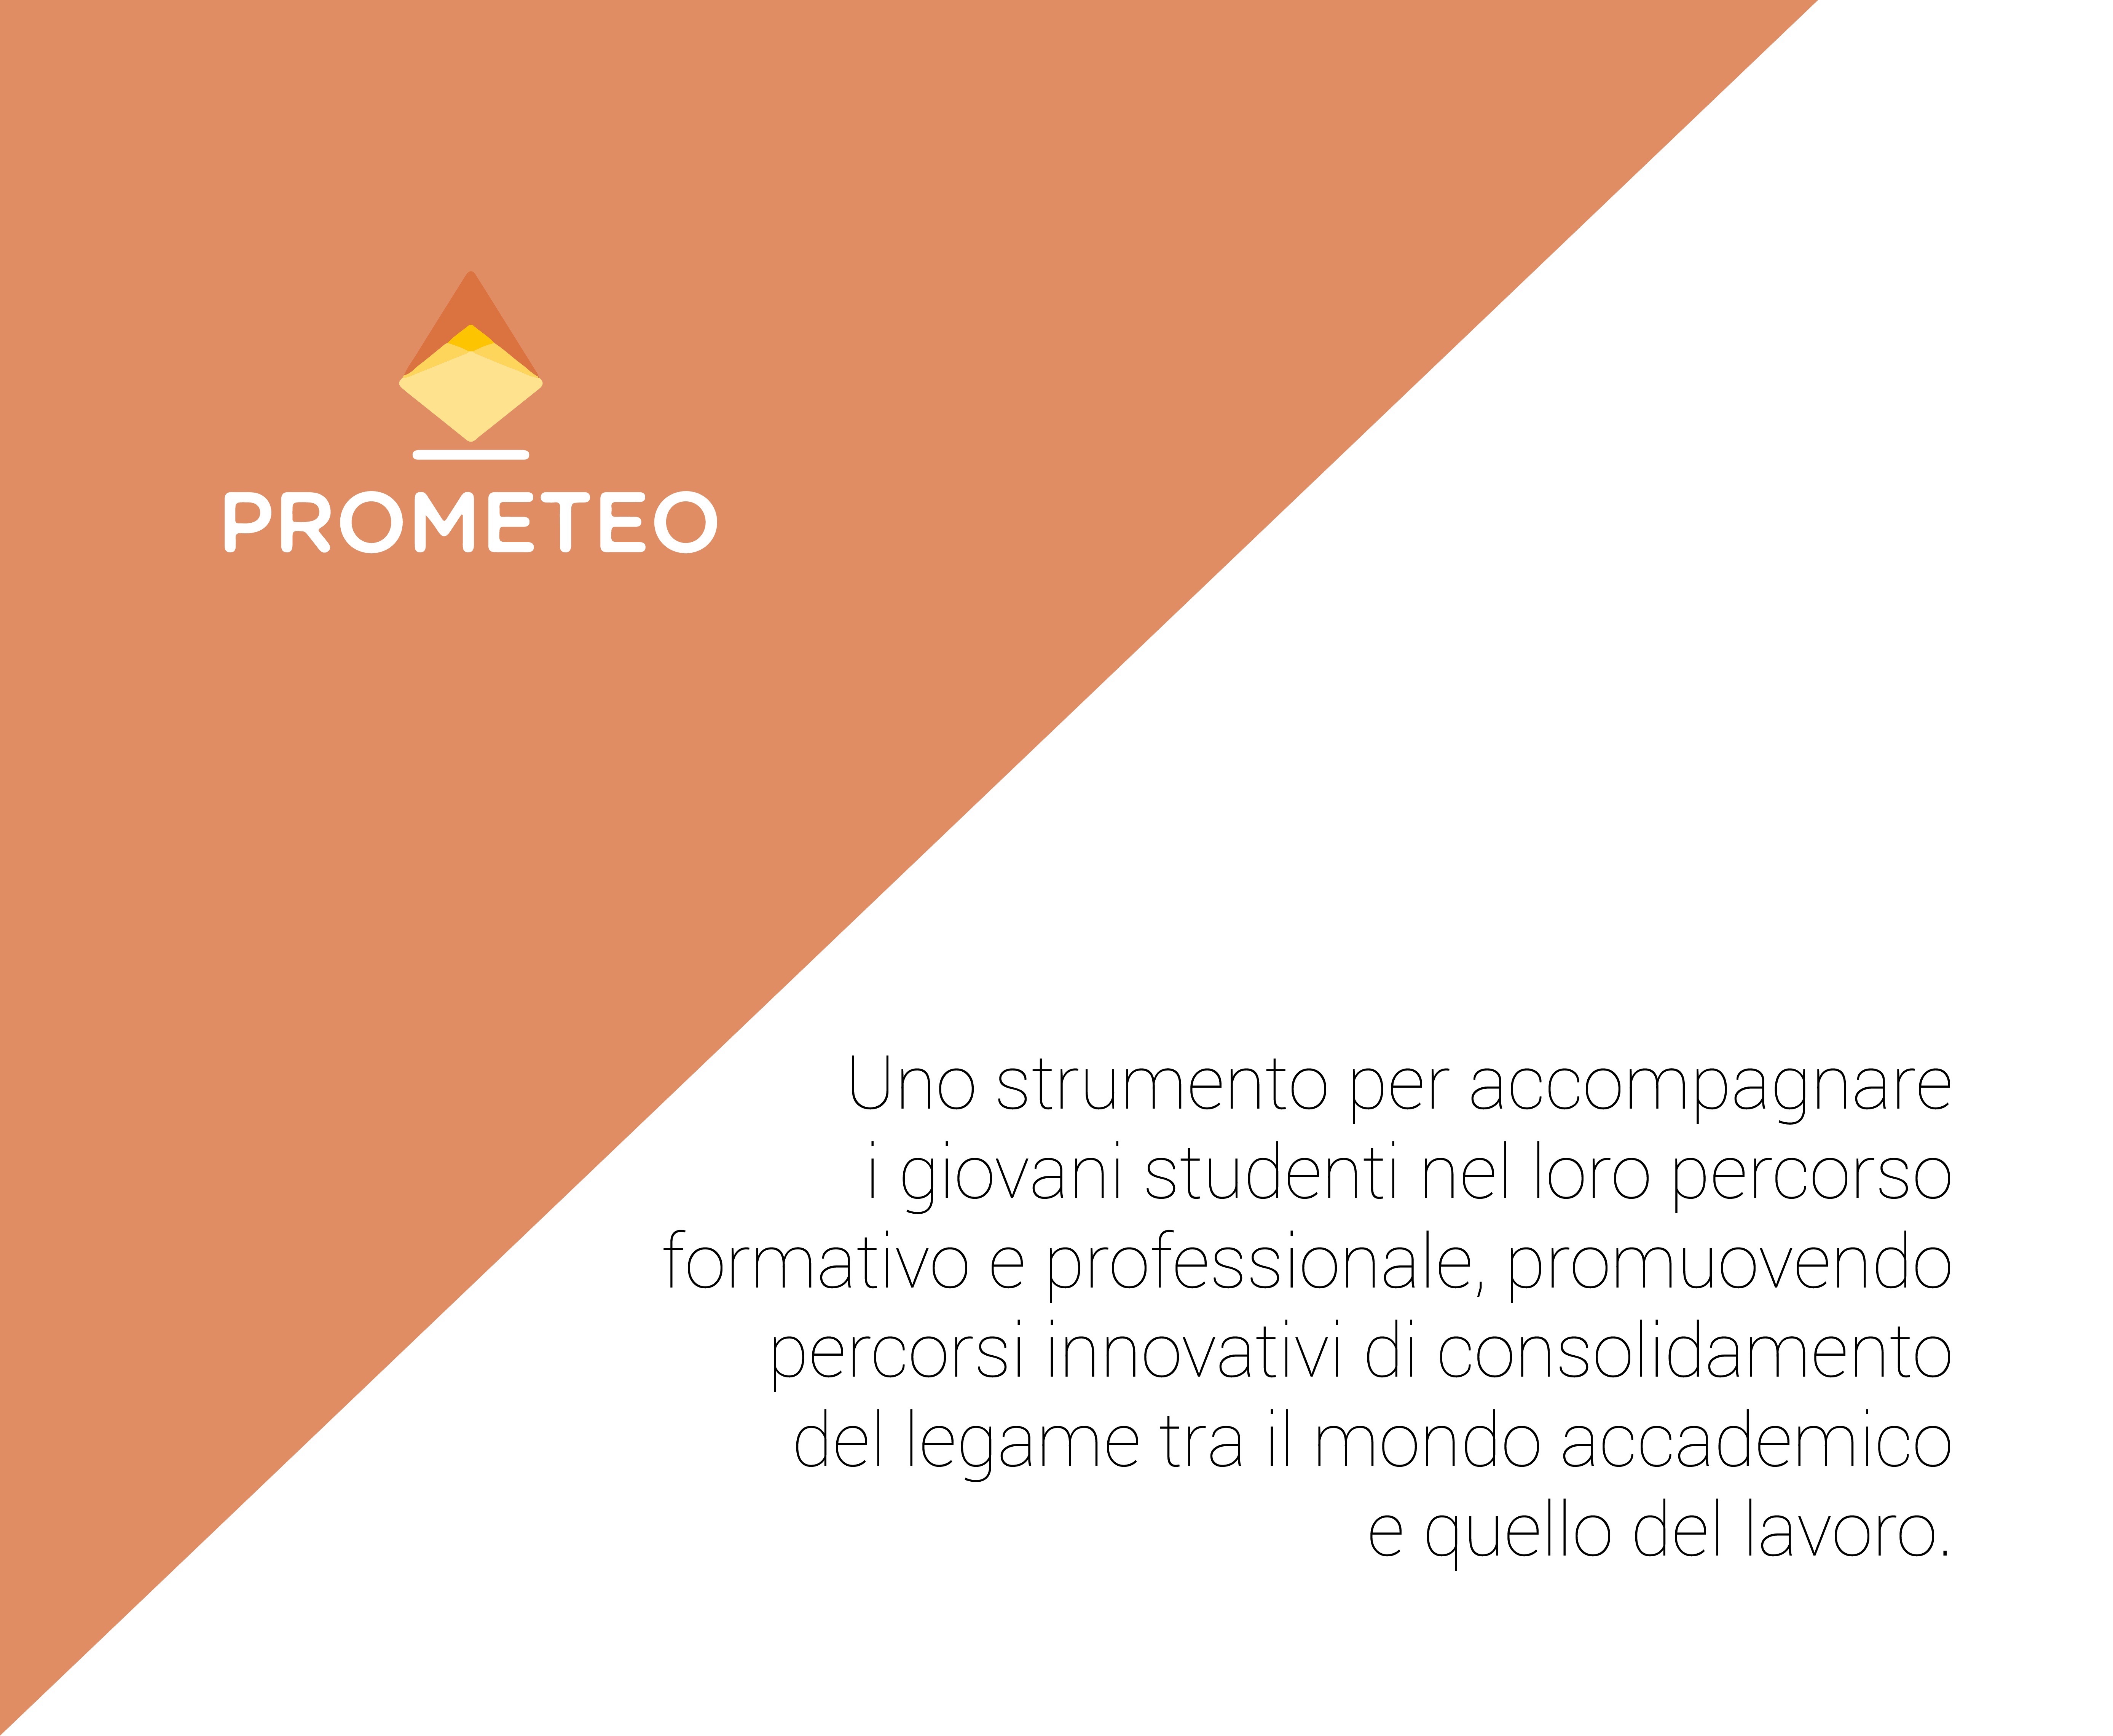 PROMETEO
Uno strumento per accompagnare
i giovani studenti nel loro percorso
formativo e professionale, promuovendo
percorsi innovativi di consolidamento
del legame tra il mondo accademico
e quello del lavoro.